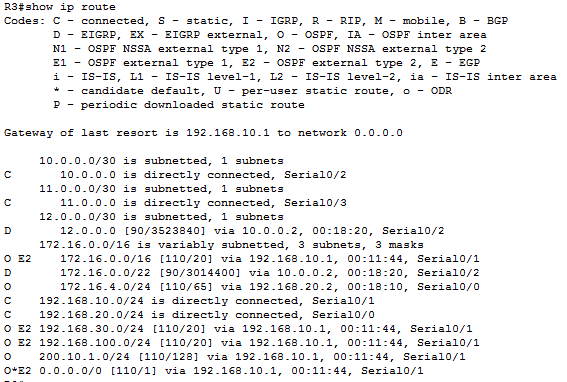 R3#show ip route
Codes: C - connected, S - static, I - IGRP, R - RIP, M - mobile, B - BGP
       D - EIGRP, EX - EIGRP external, O - OSPF, IA - OSPF inter area
       N1 - OSPF NSSA external type 1, N2 - OSPF NSSA external type 2
       E1 - OSPF external type 1, E2 - OSPF external type 2, E - EGP
       i - IS-IS, L1 - IS-IS level-1, L2 - IS-IS level-2, ia - IS-IS inter area
       * - candidate default, U - per-user static route, o - ODR
       P - periodic downloaded static route
Gateway of last resort is 192.168.10.1 to network 0.0.0.0
     10.0.0.0/30 is subnetted, 1 subnets
C       10.0.0.0 is directly connected, Serial0/2
     11.0.0.0/30 is subnetted, 1 subnets
C       11.0.0.0 is directly connected, Serial0/3
     12.0.0.0/30 is subnetted, 1 subnets
D       12.0.0.0 [90/3523840] via 10.0.0.2, 00:18:20, Serial0/2
     172.16.0.0/16 is variably subnetted, 3 subnets, 3 masks
O E2    172.16.0.0/16 [110/20] via 192.168.10.1, 00:11:44, Serial0/1
D       172.16.0.0/22 [90/3014400] via 10.0.0.2, 00:18:20, Serial0/2
O       172.16.4.0/24 [110/65] via 192.168.20.2, 00:18:10, Serial0/0
C    192.168.10.0/24 is directly connected, Serial0/1
C    192.168.20.0/24 is directly connected, Serial0/0
O E2 192.168.30.0/24 [110/20] via 192.168.10.1, 00:11:44, Serial0/1
O E2 192.168.100.0/24 [110/20] via 192.168.10.1, 00:11:44, Serial0/1
O    200.10.1.0/24 [110/128] via 192.168.10.1, 00:11:44, Serial0/1
O*E2 0.0.0.0/0 [110/1] via 192.168.10.1, 00:11:44, Serial0/1